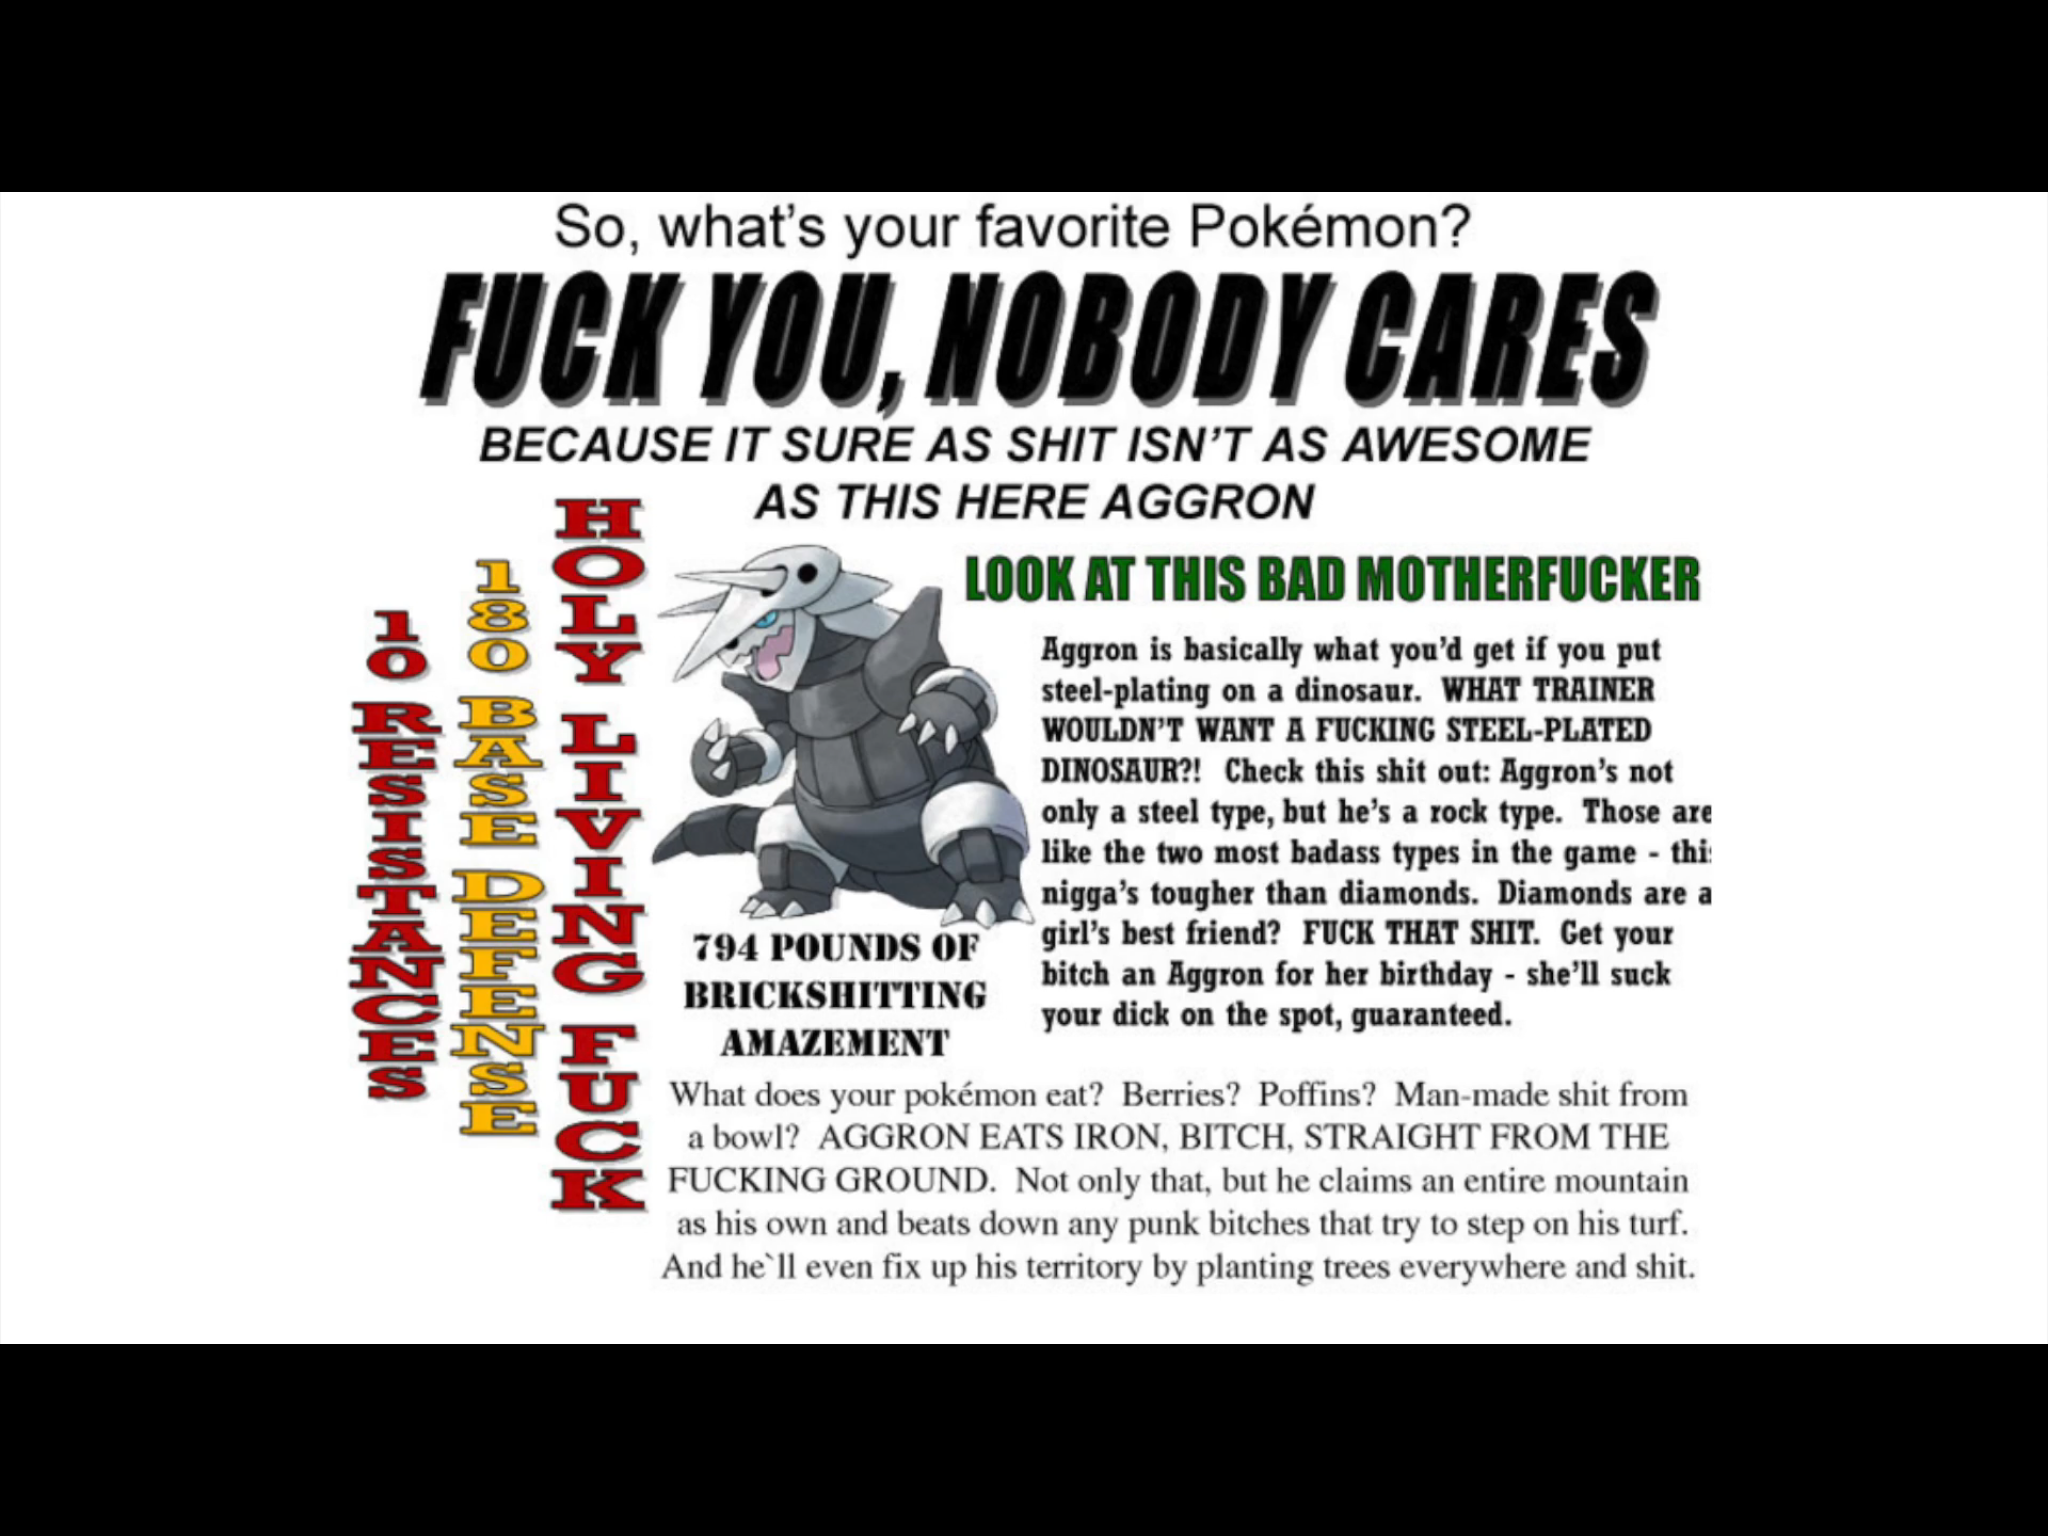 So, what's your favorite Pokémon?
FUCK YOU, NOBODY CARES
BECAUSE IT SURE AS SHIT ISN'T AS AWESOME
AS THIS HERE AGGRON
10 RESISTANCES
180 BASE DEFENSE
HOLY LIVING FUCK
LOOK AT THIS BAD MOTHERFUCKER
Aggron is basically what you'd get if you put
steel-plating on a dinosaur. WHAT TRAINER
WOULDN'T WANT A FUCKING STEEL-PLATED
DINOSAUR?! Check this shit out: Aggron's not
only a steel type, but he's a rock type. Those are
like the two most badass types in the game - this
nigga's tougher than diamonds. Diamonds are a
girl's best friend? FUCK THAT SHIT. Get your
bitch an Aggron for her birthday - she'll suck
your dick on the spot, guaranteed.
794 POUNDS OF
BRICKSHITTING
AMAZEMENT
What does your pokémon eat? Berries? Poffins? Man-made shit from
a bowl? AGGRON EATS IRON, BITCH, STRAIGHT FROM THE
FUCKING GROUND. Not only that, but he claims an entire mountain
as his own and beats down any punk bitches that try to step on his turf.
And he`ll even fix up his territory by planting trees everywhere and shit.